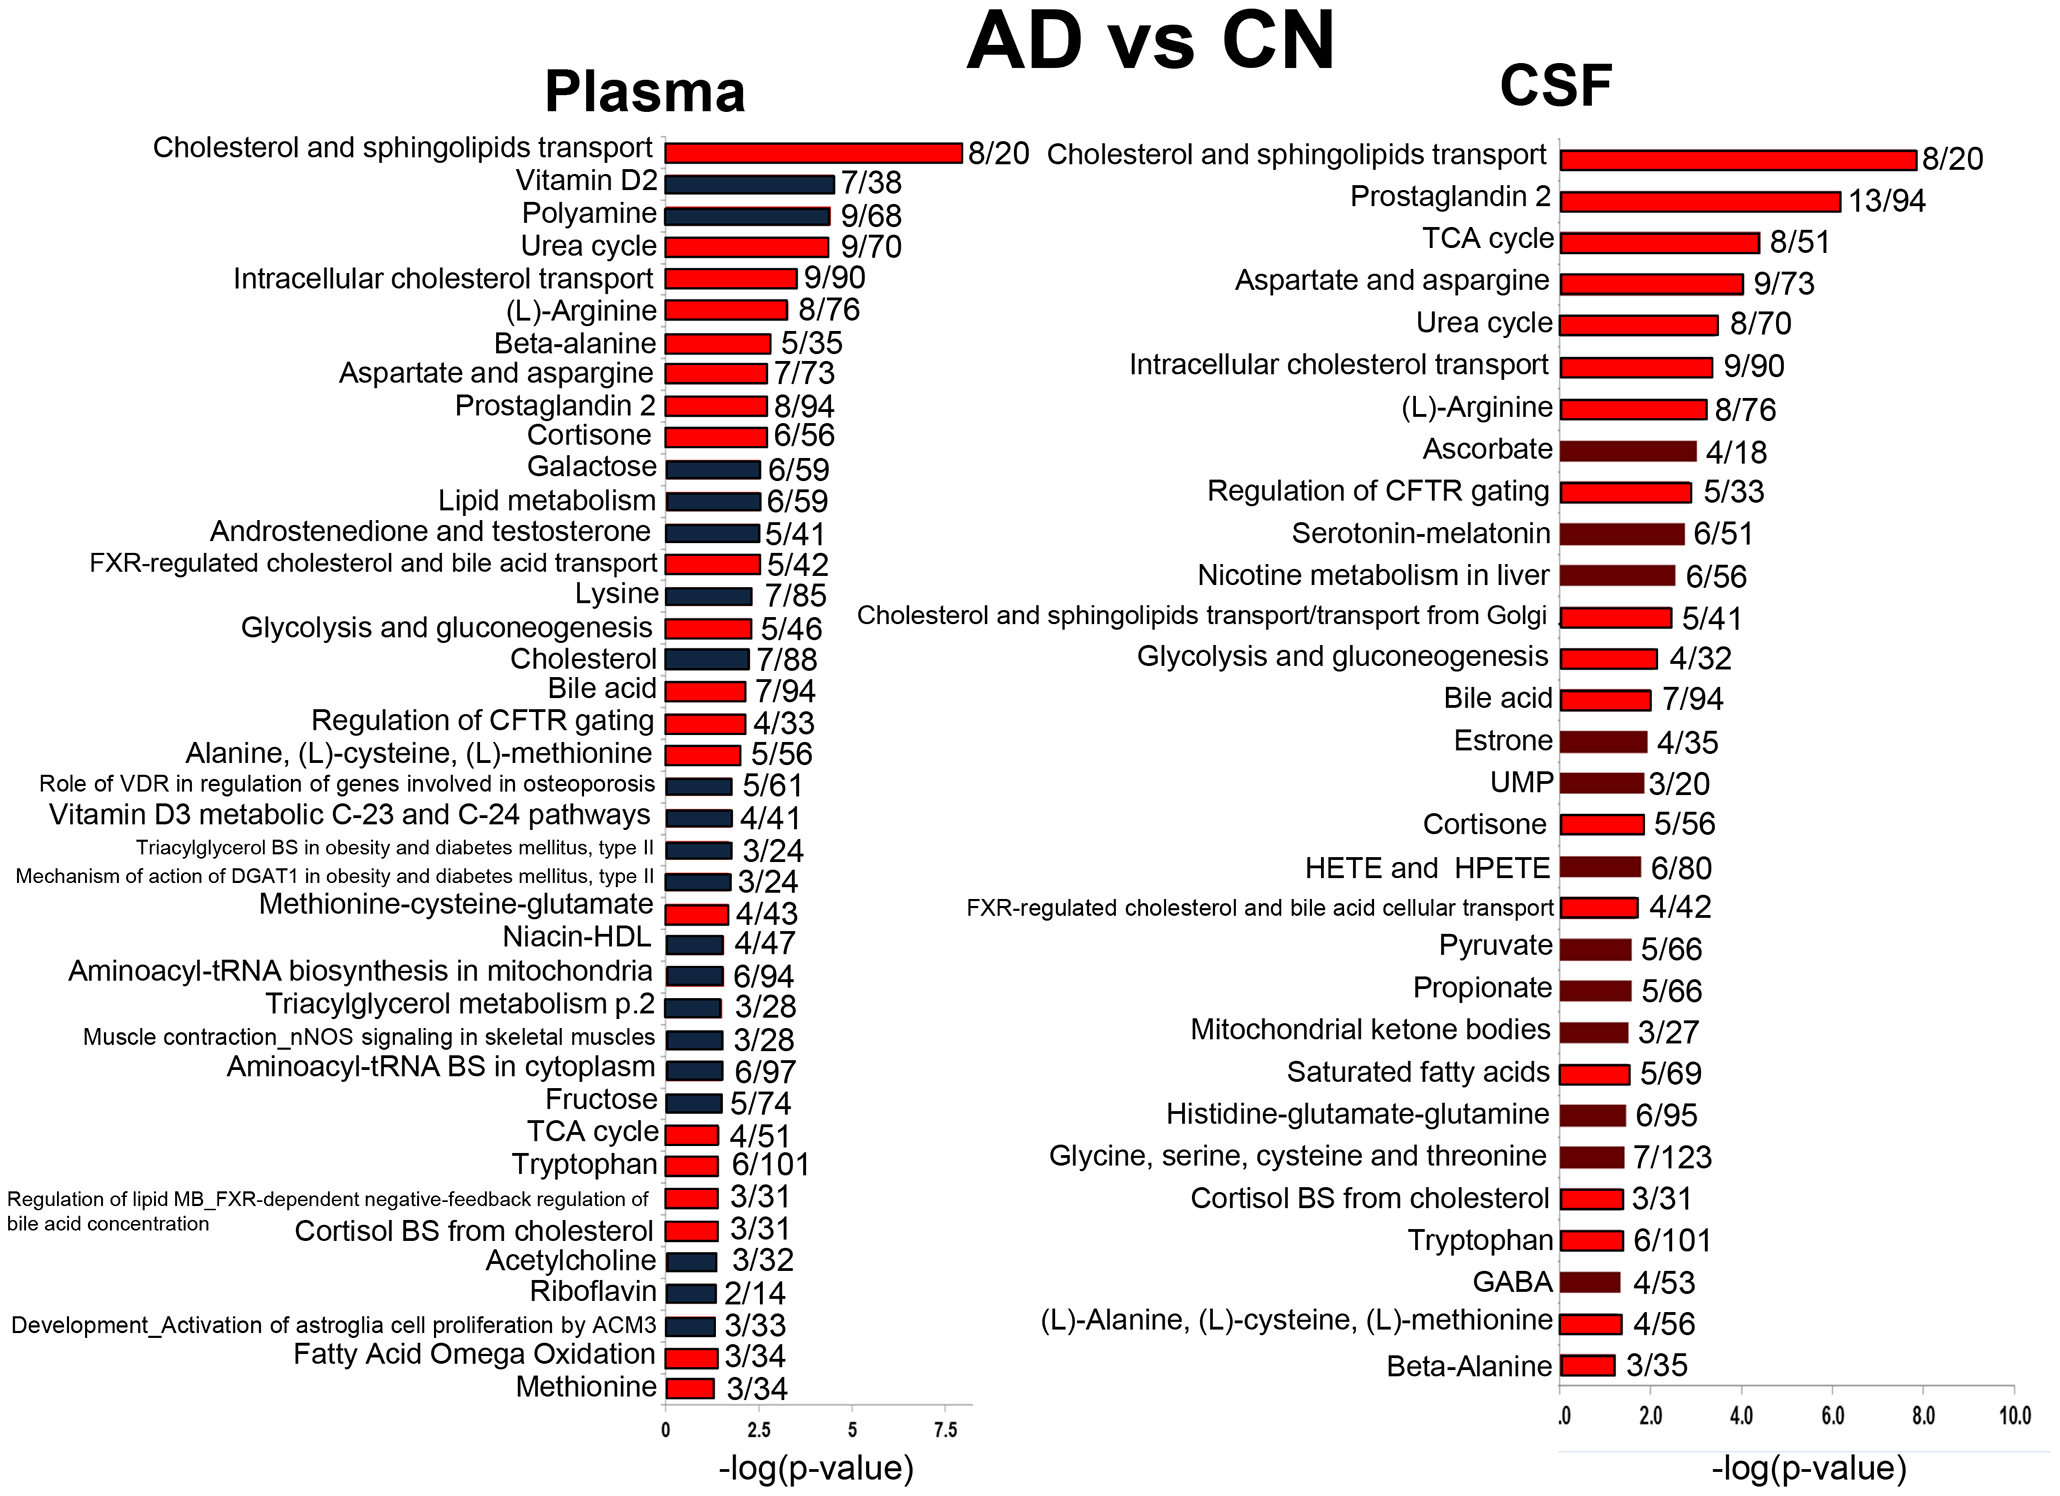 AD vs CN
Plasma
Cholesterol and sphingolipids transport 8/20
Vitamin D2 7/38
Polyamine 9/68
Urea cycle 9/70
Intracellular cholesterol transport 9/90
(L)-Arginine 8/76
Beta-alanine 5/35
Aspartate and aspargine 7/73
Prostaglandin 2 8/94
Cortisone 6/56
Galactose 6/59
Lipid metabolism 6/59
Androstenedione and testosterone 5/41
FXR-regulated cholesterol and bile acid transport 5/42
Lysine 7/85
Glycolysis and gluconeogenesis 5/46
Cholesterol 7/88
Bile acid 7/94
Regulation of CFTR gating 4/33
Alanine, (L)-cysteine, (L)-methionine 5/56
Role of VDR in regulation of genes involved in osteoporosis 5/61
Vitamin D3 metabolic C-23 and C-24 pathways 4/41
Triacylglycerol BS in obesity and diabetes mellitus, type II 3/24
Mechanism of action of DGAT1 in obesity and diabetes mellitus, type II 3/24
Methionine-cysteine-glutamate 4/43
Niacin-HDL 4/47
Aminoacyl-tRNA biosynthesis in mitochondria 6/94
Triacylglycerol metabolism p.2 3/28
Muscle contraction_nNOS signaling in skeletal muscles 3/28
Aminoacyl-tRNA BS in cytoplasm 6/97
Fructose 5/74
TCA cycle 4/51
Tryptophan 6/101
Regulation of lipid MB_FXR-dependent negative-feedback regulation of 3/31
bile acid concentration
Cortisol BS from cholesterol 3/31
Acetylcholine 3/32
Riboflavin 2/14
Development_Activation of astroglia cell proliferation by ACM3 3/33
Fatty Acid Omega Oxidation 3/34
Methionine 3/34
0 2.5 5 7.5
-log(p-value)
CSF
Cholesterol and sphingolipids transport 8/20
Prostaglandin 2 13/94
TCA cycle 8/51
Aspartate and aspargine 9/73
Urea cycle 8/70
Intracellular cholesterol transport 9/90
(L)-Arginine 8/76
Ascorbate 4/18
Regulation of CFTR gating 5/33
Serotonin-melatonin 6/51
Nicotine metabolism in liver 6/56
Cholesterol and sphingolipids transport/transport from Golgi 5/41
Glycolysis and gluconeogenesis 4/32
Bile acid 7/94
Estrone 4/35
UMP 3/20
Cortisone 5/56
HETE and HPETE 6/80
FXR-regulated cholesterol and bile acid cellular transport 4/42
Pyruvate 5/66
Propionate 5/66
Mitochondrial ketone bodies 3/27
Saturated fatty acids 5/69
Histidine-glutamate-glutamine 6/95
Glycine, serine, cysteine and threonine 7/123
Cortisol BS from cholesterol 3/31
Tryptophan 6/101
GABA 4/53
(L)-Alanine, (L)-cysteine, (L)-methionine 4/56
Beta-Alanine 3/35
.0 2.0 4.0 6.0 8.0 10.0
-log(p-value)